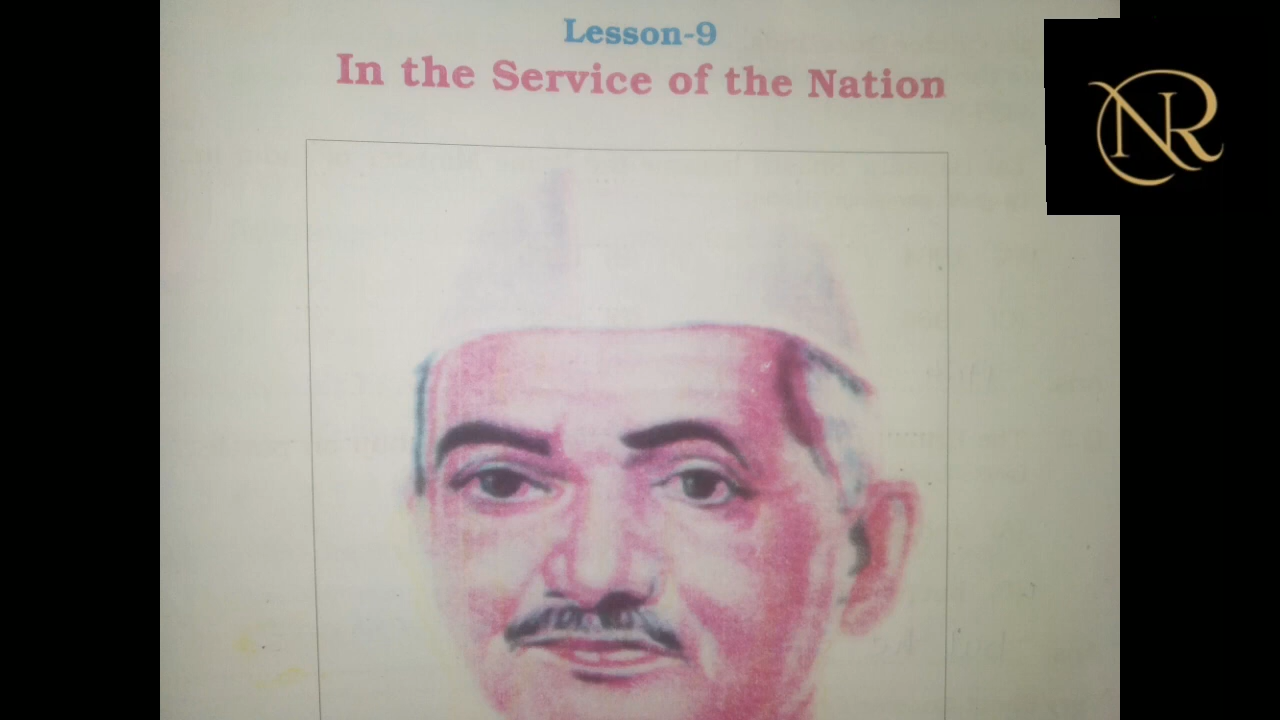 Lesson-9
In the Service of the Nation
NR